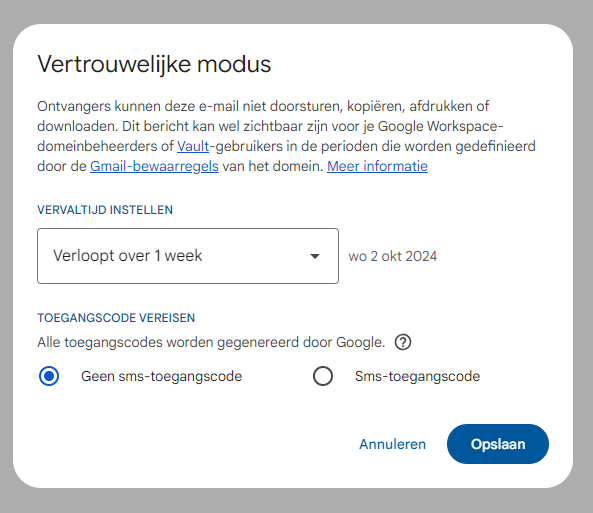 Vertrouwelijke modus
Ontvangers kunnen deze e-mail niet doorsturen, kopiëren, afdrukken of
downloaden. Dit bericht kan wel zichtbaar zijn voor je Google Workspace-
domeinbeheerders of Vault-gebruikers in de perioden die worden gedefinieerd
door de Gmail-bewaarregels van het domein. Meer informatie
VERVALTIJD INSTELLEN
Verloopt over 1 week
wo 2 okt 2024
TOEGANGSCODE VEREISEN
Alle toegangscodes worden gegenereerd door Google.
Geen sms-toegangscode
Sms-toegangscode
Annuleren
Opslaan